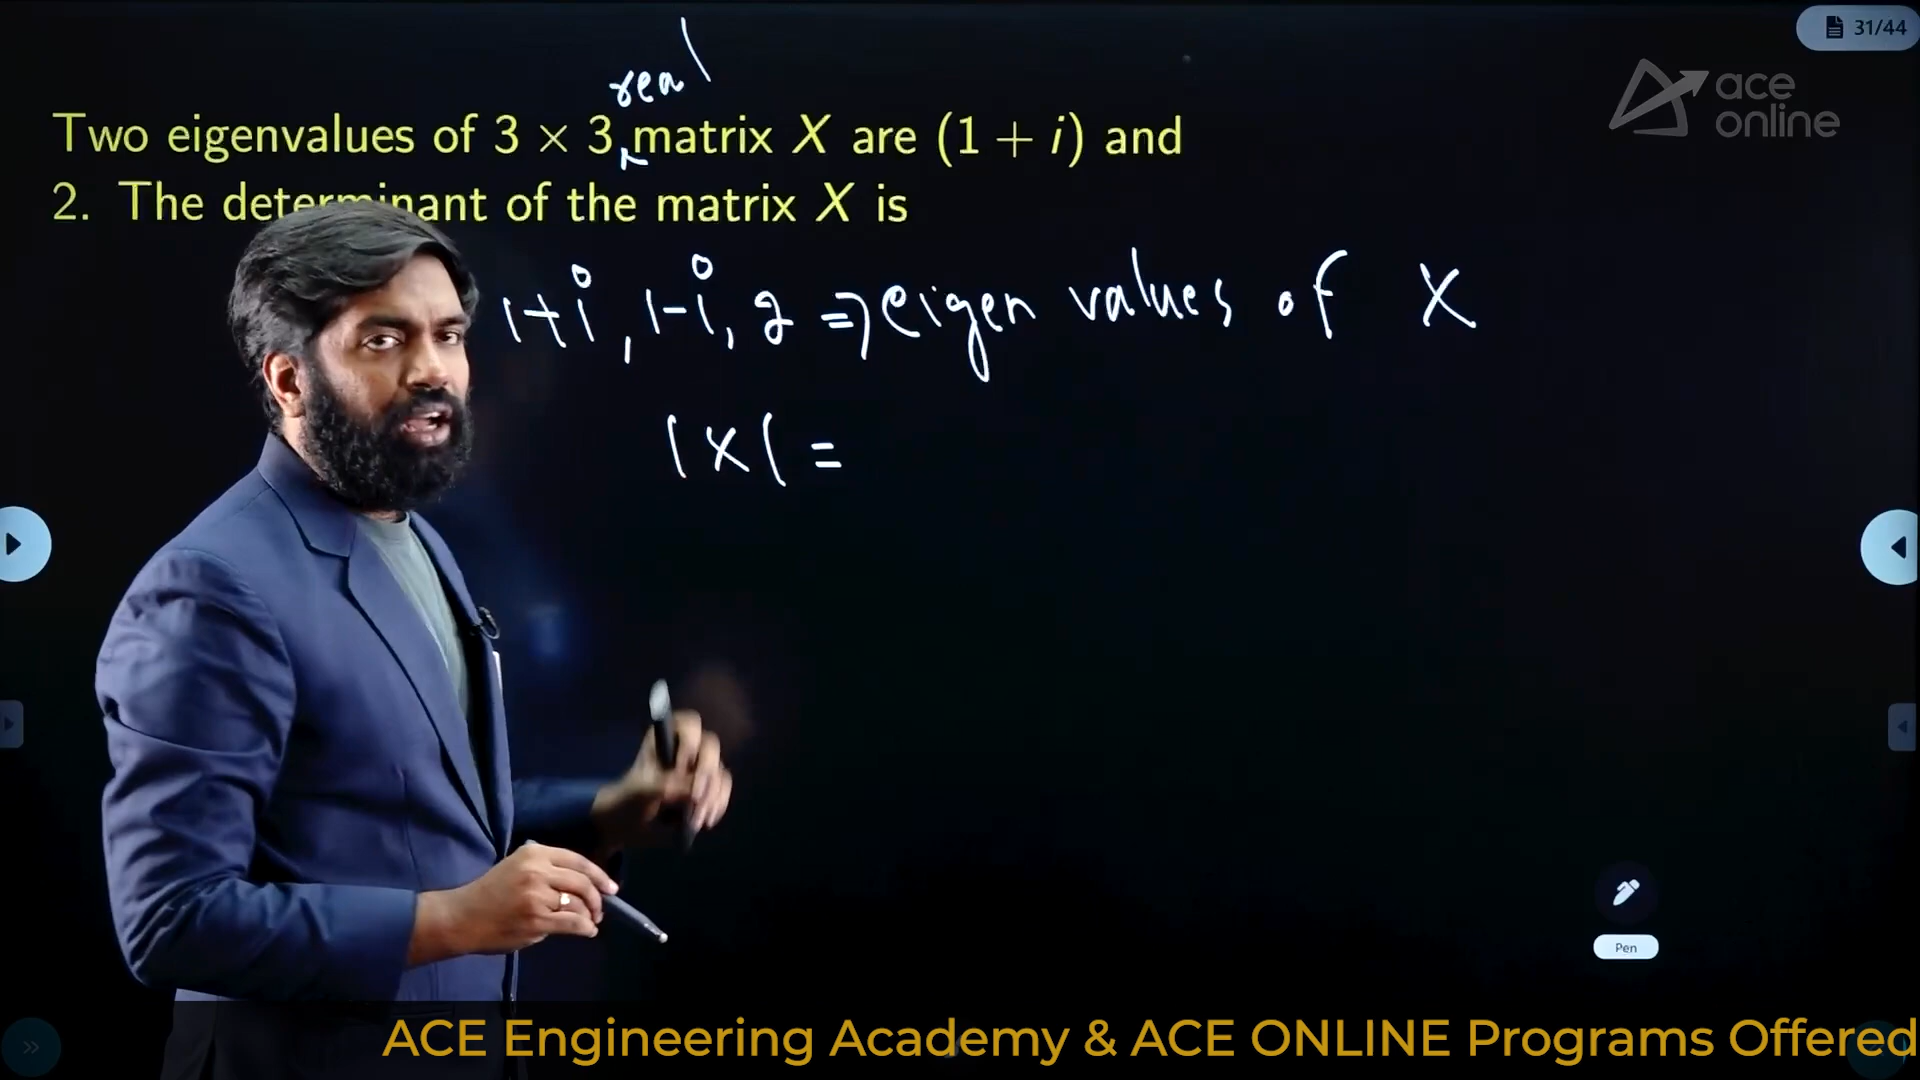 31/44
ace
online
real
Two eigenvalues of 3 × 3 matrix X are (1 + i) and
2. The determinant of the matrix X is
1+i, 1-i, 2 ⇒ eigen values of X
|X| =
Pen
ACE Engineering Academy & ACE ONLINE Programs Offered